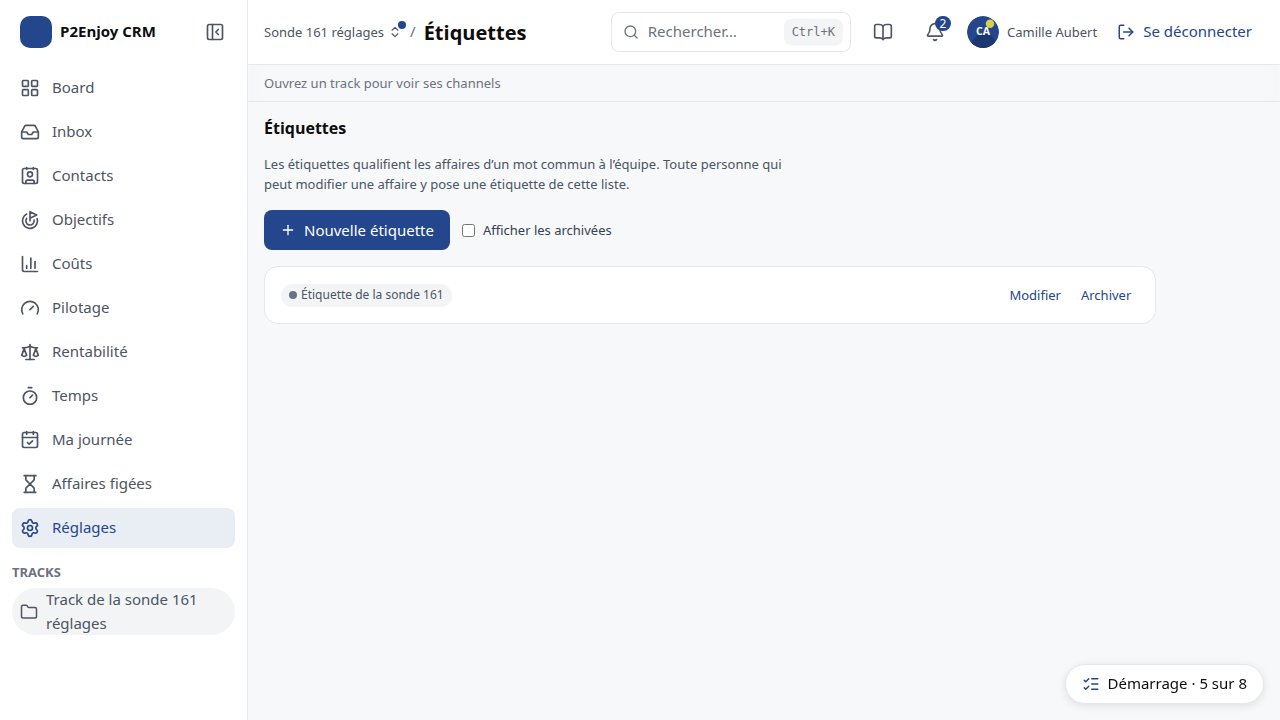 P2Enjoy CRM
Sonde 161 réglages / Étiquettes
Rechercher... Ctrl+K
2
CA Camille Aubert
Se déconnecter
Board
Inbox
Contacts
Objectifs
Coûts
Pilotage
Rentabilité
Temps
Ma journée
Affaires figées
Réglages
TRACKS
Track de la sonde 161
réglages
Ouvrez un track pour voir ses channels
Étiquettes
Les étiquettes qualifient les affaires d’un mot commun à l’équipe. Toute personne qui
peut modifier une affaire y pose une étiquette de cette liste.
Nouvelle étiquette
Afficher les archivées
Étiquette de la sonde 161
Modifier Archiver
Démarrage · 5 sur 8